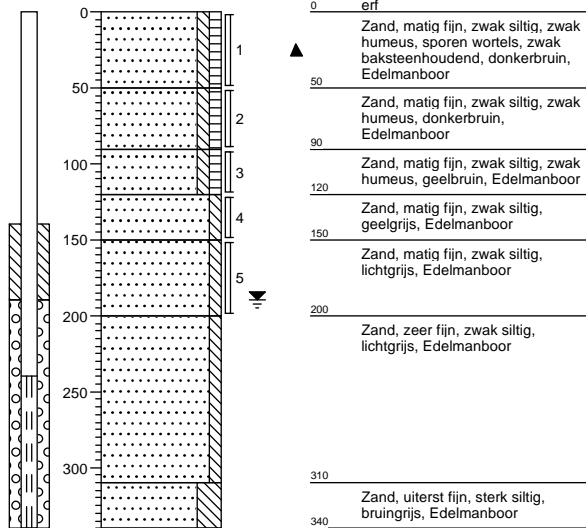 0
50
100
150
200
250
300
1
2
3
4
5
0
erf
Zand, matig fijn, zwak siltig, zwak
humeus, sporen wortels, zwak
baksteenhoudend, donkerbruin,
Edelmanboor
50
Zand, matig fijn, zwak siltig, zwak
humeus, donkerbruin,
Edelmanboor
90
Zand, matig fijn, zwak siltig, zwak
humeus, geelbruin, Edelmanboor
120
Zand, matig fijn, zwak siltig,
geelgrijs, Edelmanboor
150
Zand, matig fijn, zwak siltig,
lichtgrijs, Edelmanboor
200
Zand, zeer fijn, zwak siltig,
lichtgrijs, Edelmanboor
310
Zand, uiterst fijn, sterk siltig,
bruingrijs, Edelmanboor
340